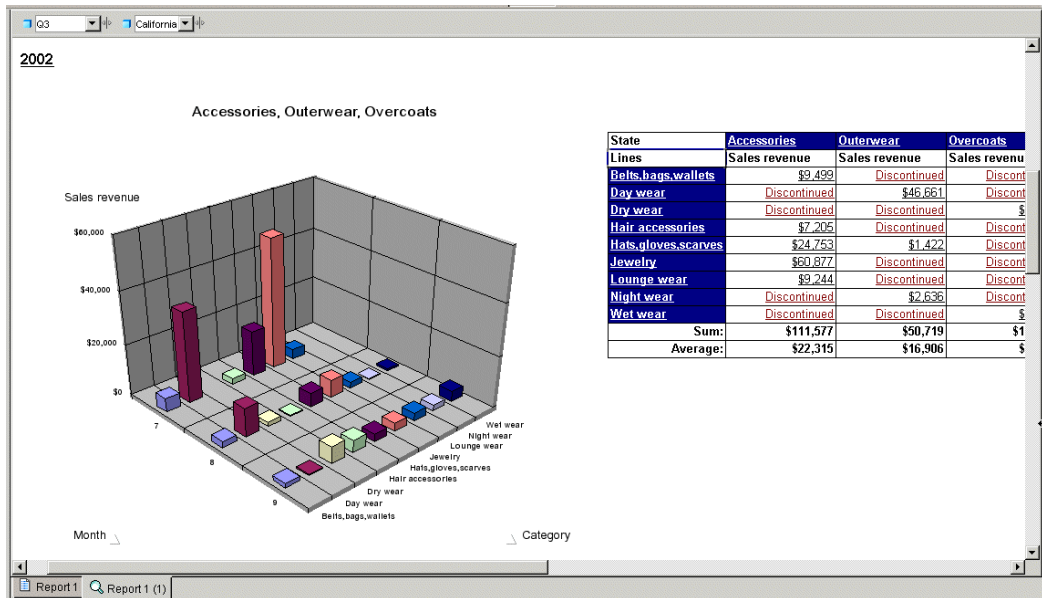 Q3 California
2002
Accessories, Outerwear, Overcoats
Sales revenue
$60,000
$40,000
$20,000
$0
7
8
9
Wet wear
Night wear
Lounge wear
Jewelry
Hats,gloves,scarves
Hair accessories
Dry wear
Day wear
Belts,bags,wallets
Month
Category
State Accessories Outerwear Overcoats
Lines Sales revenue Sales revenue Sales revenu
Belts,bags,wallets $9,499 Discontinued Discont
Day wear Discontinued $46,661 Discont
Dry wear Discontinued Discontinued $
Hair accessories $7,205 Discontinued Discont
Hats,gloves,scarves $24,753 $1,422 Discont
Jewelry $60,877 Discontinued Discont
Lounge wear $9,244 Discontinued Discont
Night wear Discontinued $2,636 Discont
Wet wear Discontinued Discontinued $
Sum: $111,577 $50,719 $1
Average: $22,315 $16,906 $
Report 1 Report 1 (1)